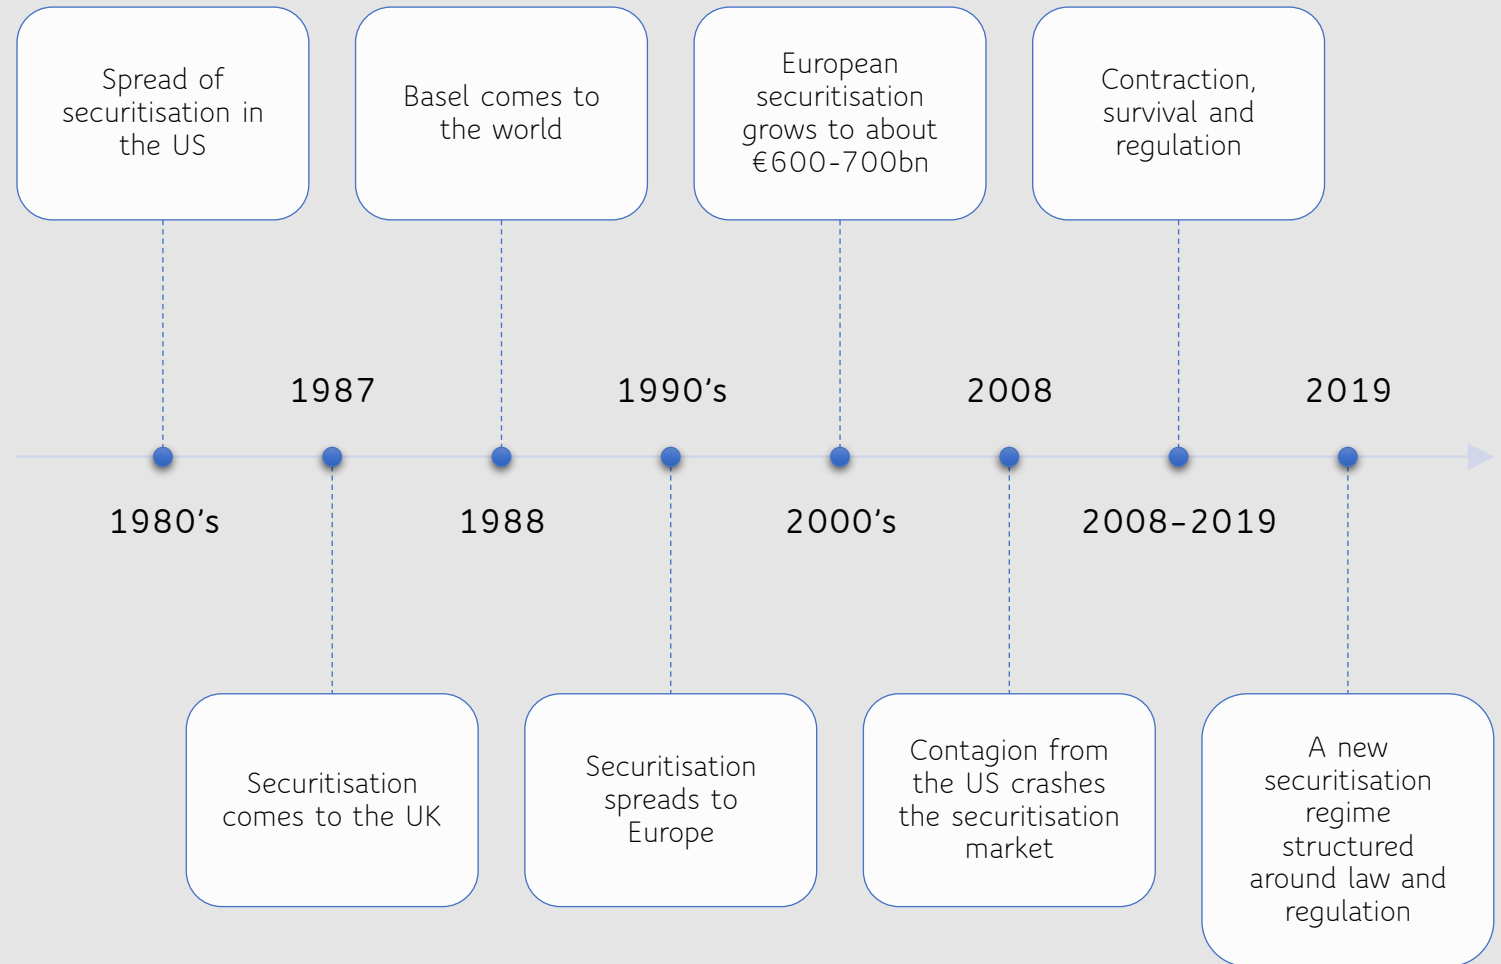 Spread of
securitisation in
the US
Basel comes to
the world
European
securitisation
grows to about
€600-700bn
Contraction,
survival and
regulation
1987
1990's
2008
2019
1980's
1988
2000's
2008-2019
Securitisation
comes to the UK
Securitisation
spreads to
Europe
Contagion from
the US crashes
the securitisation
market
A new
securitisation
regime
structured
around law and
regulation